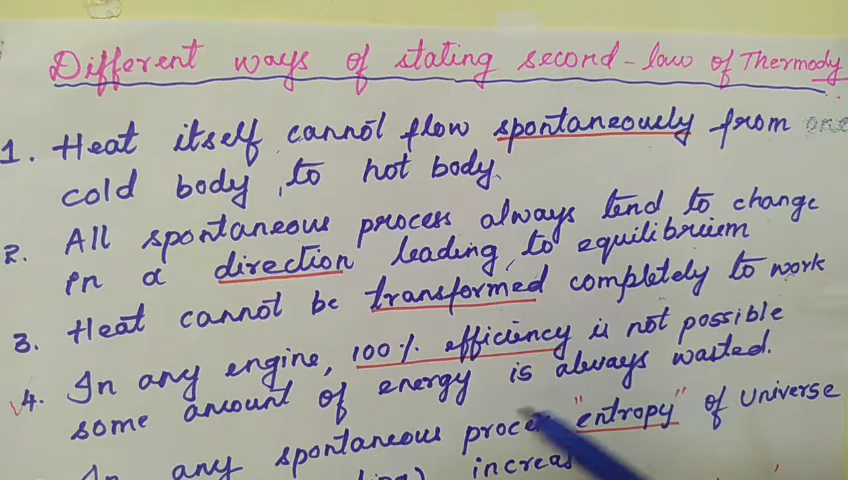 Different ways of stating second-law of Thermody
1. Heat itself cannot flow spontaneously from one
cold body, to hot body.
2. All spontaneous process always tend to change
in a direction leading, to equilibrium
3. Heat cannot be transformed completely to work
4. In any engine, 100% efficiency is not possible
some amount of energy is always wasted.
In any spontaneous "entropy" of Universe
increas